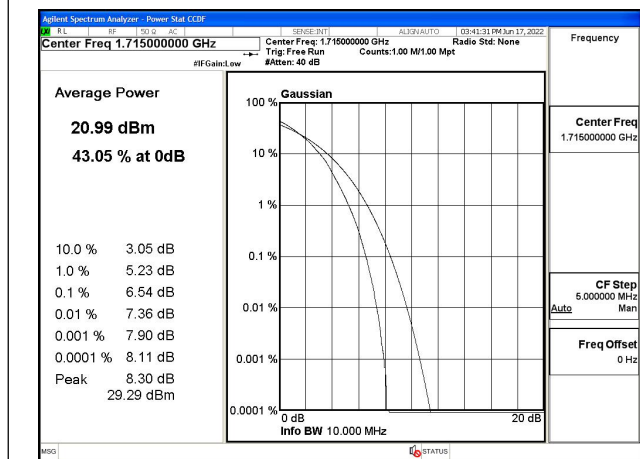 Agilent Spectrum Analyzer - Power Stat CCDF
RL RF 50 Ω AC SENSE:INT ALIGN AUTO 03:41:31 PM Jun 17, 2022
Center Freq 1.715000000 GHz
Center Freq: 1.715000000 GHz Radio Std: None
Trig: Free Run Counts:1.00 M/1.00 Mpt
#IFGain:Low #Atten: 40 dB
Frequency
Average Power
20.99 dBm
43.05 % at 0dB
10.0 % 3.05 dB
1.0 % 5.23 dB
0.1 % 6.54 dB
0.01 % 7.36 dB
0.001 % 7.90 dB
0.0001 % 8.11 dB
Peak 8.30 dB
29.29 dBm
Gaussian
100 %
10 %
1 %
0.1 %
0.01 %
0.001 %
0.0001 %
0 dB 20 dB
Info BW 10.000 MHz
Center Freq
1.715000000 GHz
CF Step
5.000000 MHz
Auto Man
Freq Offset
0 Hz
MSG STATUS